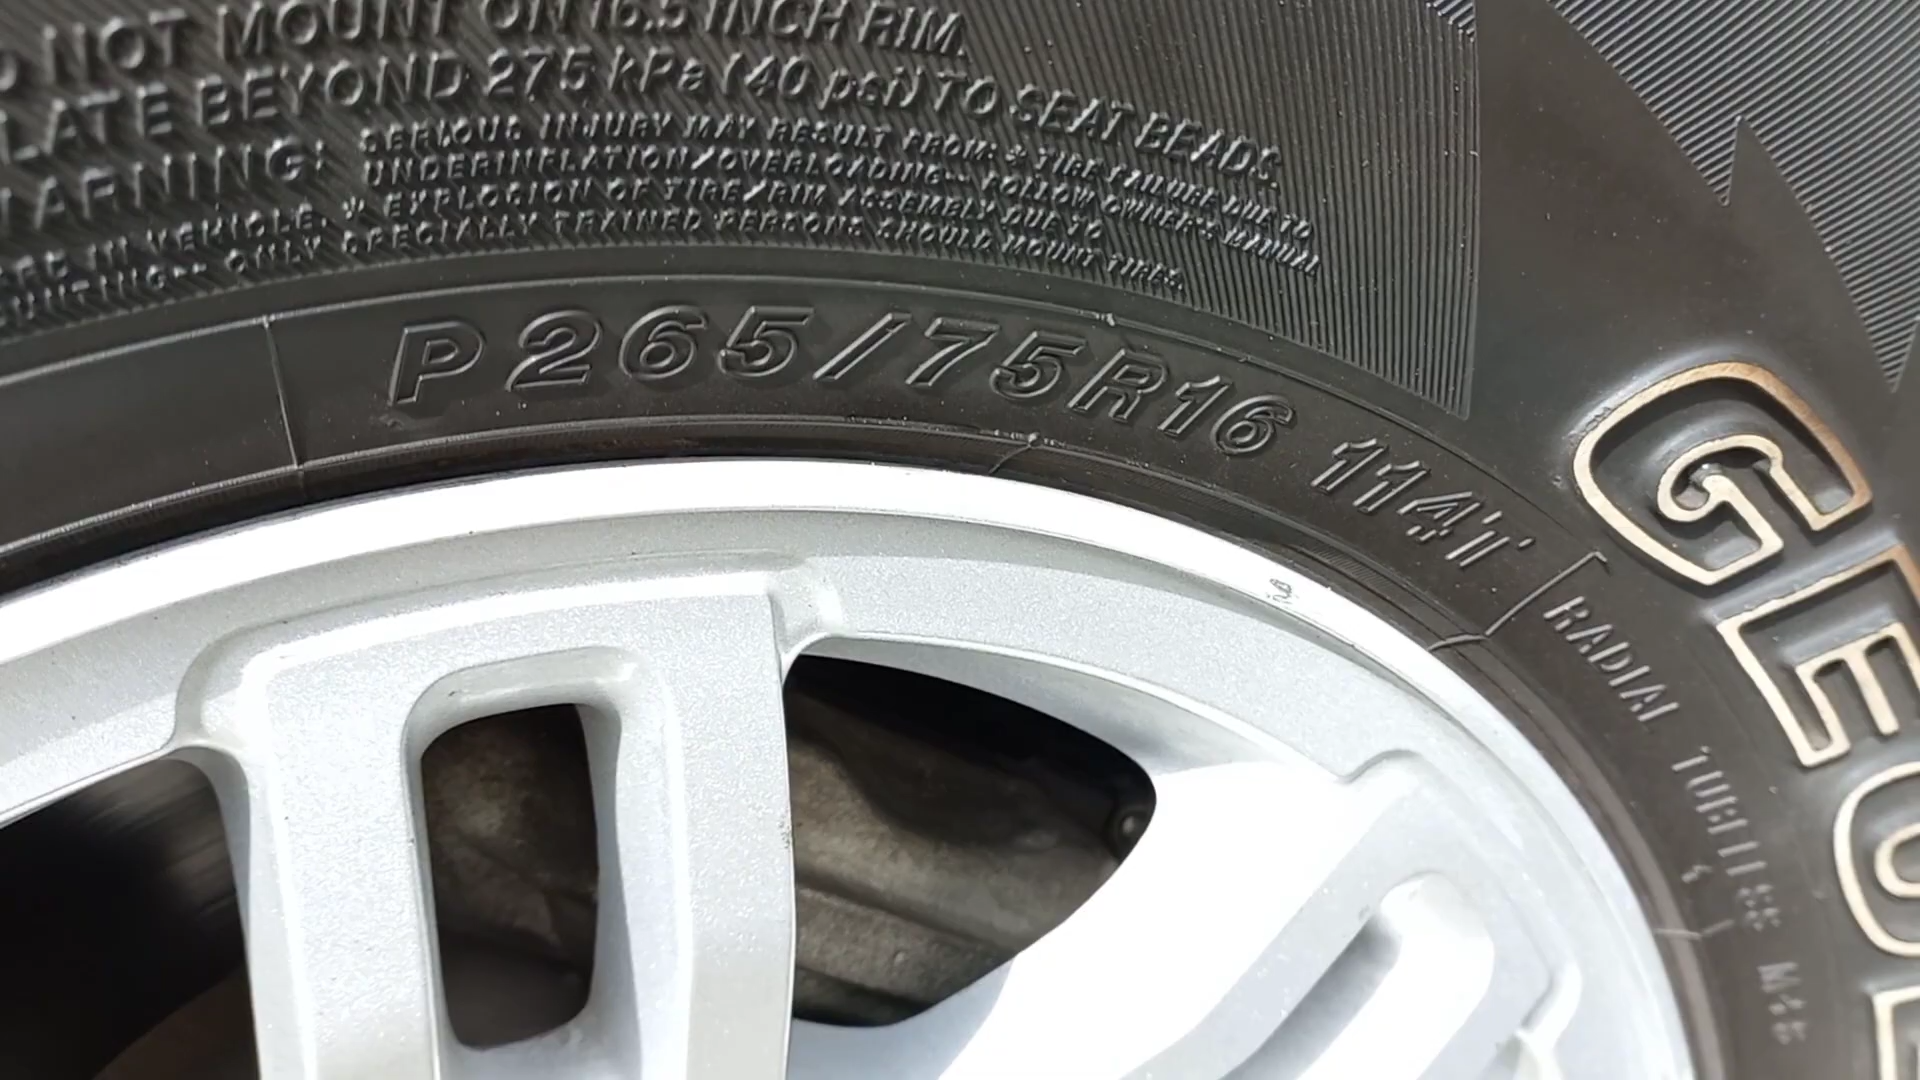 NOT MOUNT ON 16.5 INCH RIM.
LATE BEYOND 275 kPa (40 psi) TO SEAT BEADS.
WARNING: SERIOUS INJURY MAY RESULT FROM: * TIRE FAILURE DUE TO
UNDERINFLATION/OVERLOADING-- FOLLOW OWNER'S MANUAL
IN VEHICLE. * EXPLOSION OF TIRE/RIM ASSEMBLY DUE TO
UNTING-- ONLY SPECIALLY TRAINED PERSONS SHOULD MOUNT TIRES.
P265/75R16 114T
RADIAL TUBELESS M+S
GEOL